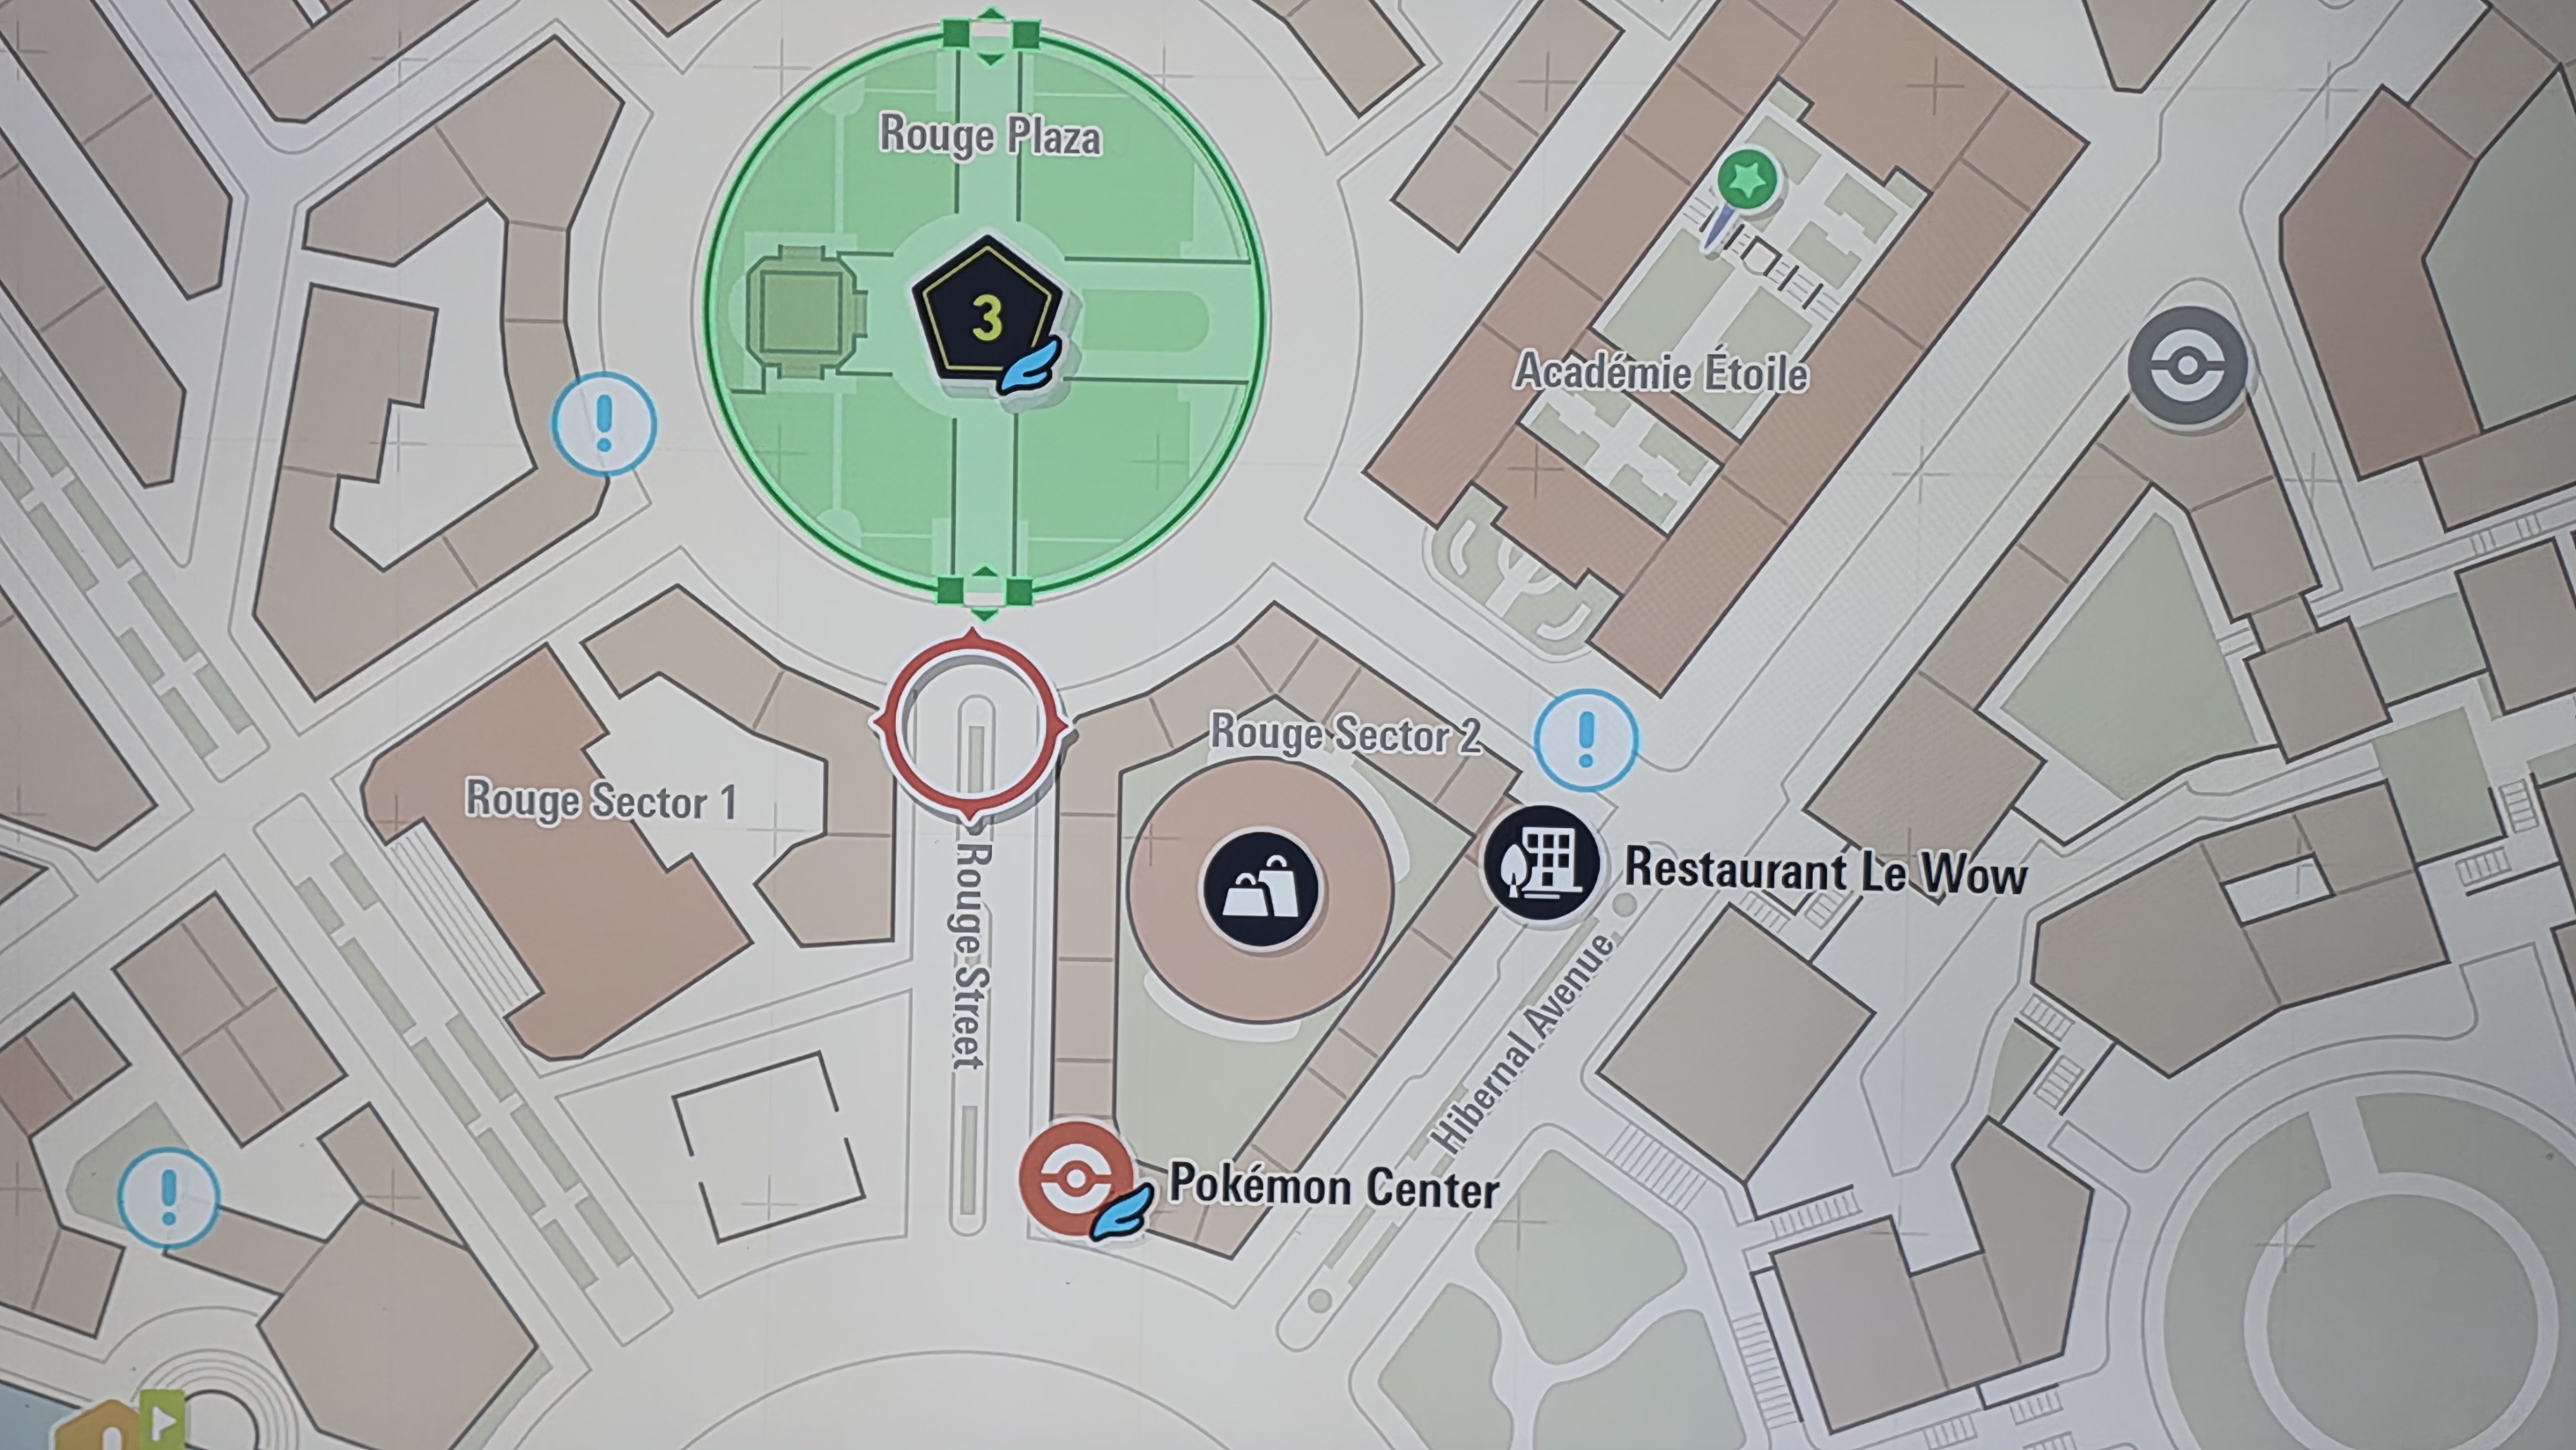 Rouge Plaza
3
Académie Étoile
Rouge Sector 2
Rouge Sector 1
Restaurant Le Wow
Rouge Street
Hibernal Avenue
Pokémon Center